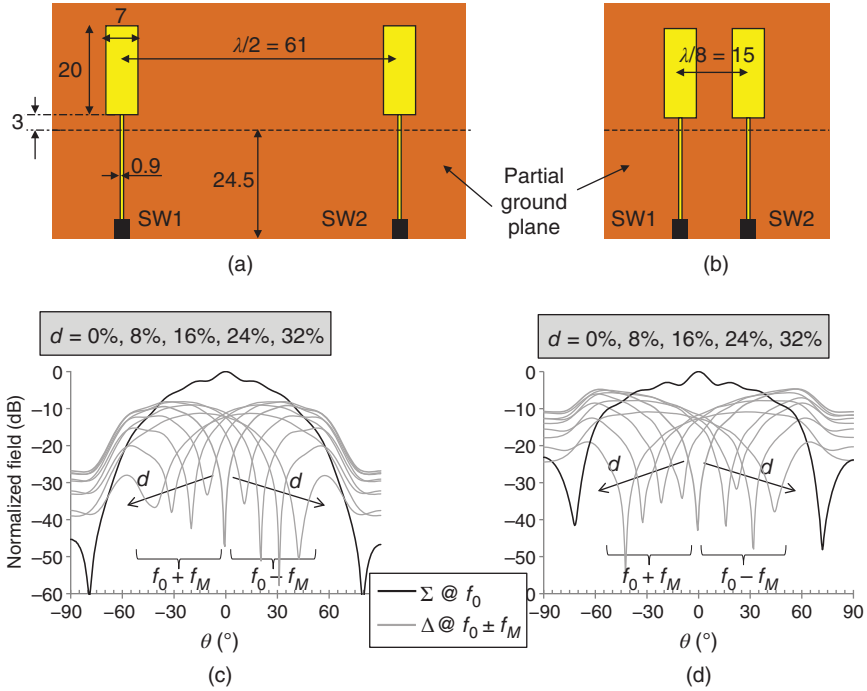 7
λ/2 = 61
20
3
0.9
24.5
SW1
SW2
Partial
ground
plane
λ/8 = 15
SW1
SW2
(a)
(b)
d = 0%, 8%, 16%, 24%, 32%
d = 0%, 8%, 16%, 24%, 32%
Normalized field (dB)
0
−10
−20
−30
−40
−50
−60
d
d
f0 + fM
f0 − fM
−90
−60
−30
0
30
60
90
θ (°)
0
−10
−20
−30
−40
−50
−60
d
d
f0 + fM
f0 − fM
−90
−60
−30
0
30
60
90
θ (°)
Σ @ f0
Δ @ f0 ± fM
(c)
(d)